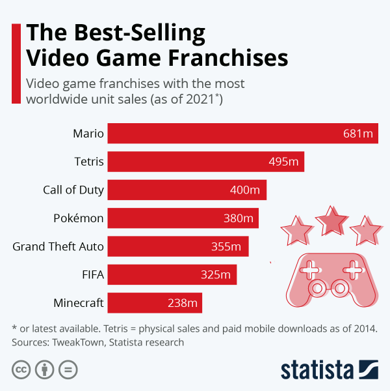 The Best-Selling
Video Game Franchises
Video game franchises with the most
worldwide unit sales (as of 2021*)
Mario 681m
Tetris 495m
Call of Duty 400m
Pokémon 380m
Grand Theft Auto 355m
FIFA 325m
Minecraft 238m
* or latest available. Tetris = physical sales and paid mobile downloads as of 2014.
Sources: TweakTown, Statista research
cc
statista